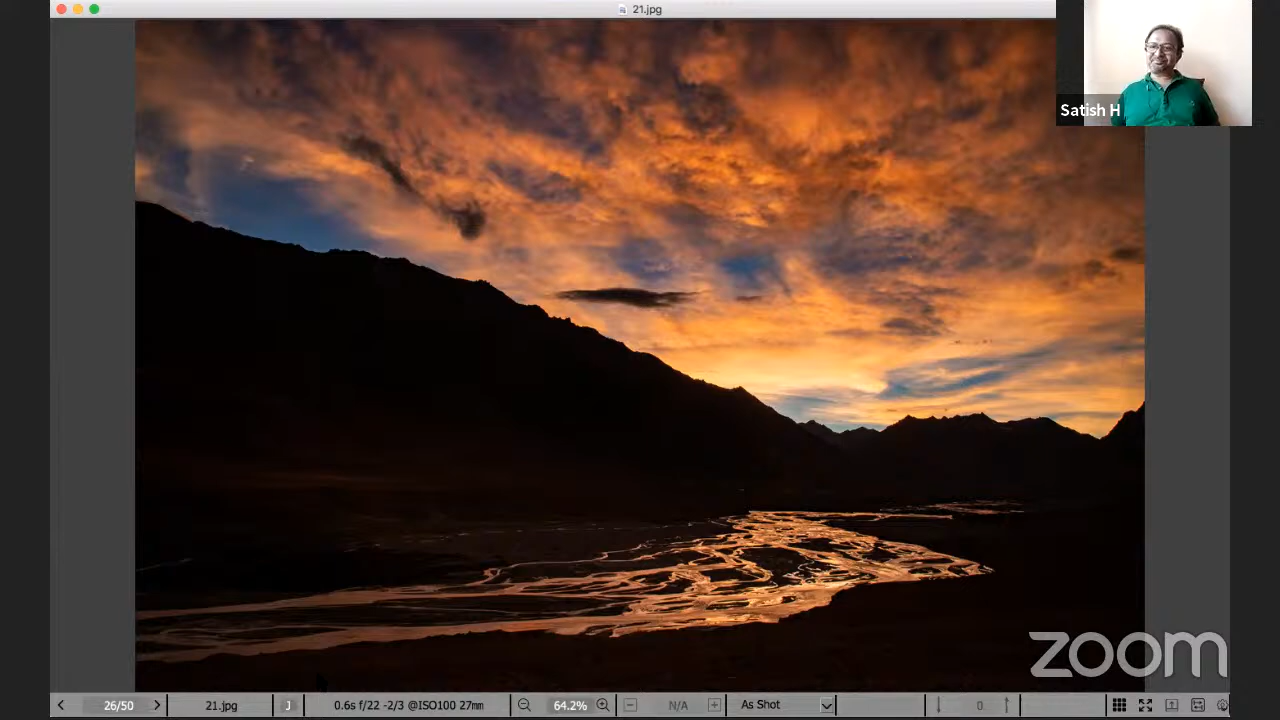 21.jpg
Satish H
zoom
26/50
21.jpg
J
0.6s f/22 -2/3 @ISO100 27mm
64.2%
N/A
As Shot
0